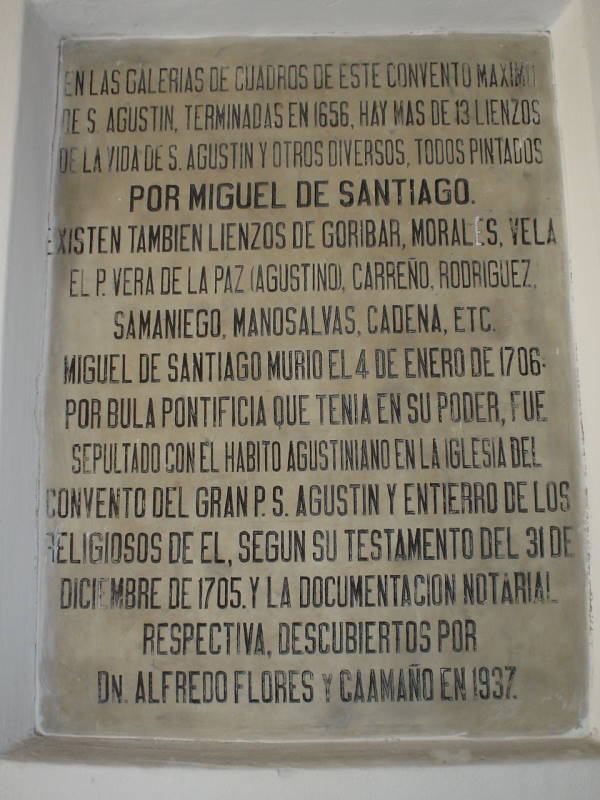 EN LAS GALERIAS DE CUADROS DE ESTE CONVENTO MAXIMO
DE S. AGUSTIN, TERMINADAS EN 1656, HAY MAS DE 13 LIENZOS
DE LA VIDA DE S. AGUSTIN Y OTROS DIVERSOS, TODOS PINTADOS
POR MIGUEL DE SANTIAGO.
EXISTEN TAMBIEN LIENZOS DE GORIBAR, MORALES, VELA
EL P. VERA DE LA PAZ (AGUSTINO), CARREÑO, RODRIGUEZ,
SAMANIEGO, MANOSALVAS, CADENA, ETC.
MIGUEL DE SANTIAGO MURIO EL 4 DE ENERO DE 1706.
POR BULA PONTIFICIA QUE TENIA EN SU PODER, FUE
SEPULTADO CON EL HABITO AGUSTINIANO EN LA IGLESIA DEL
CONVENTO DEL GRAN P. S. AGUSTIN Y ENTIERRO DE LOS
RELIGIOSOS DE EL, SEGUN SU TESTAMENTO DEL 31 DE
DICIEMBRE DE 1705. Y LA DOCUMENTACION NOTARIAL
RESPECTIVA, DESCUBIERTOS POR
DN. ALFREDO FLORES Y CAAMAÑO EN 1937.